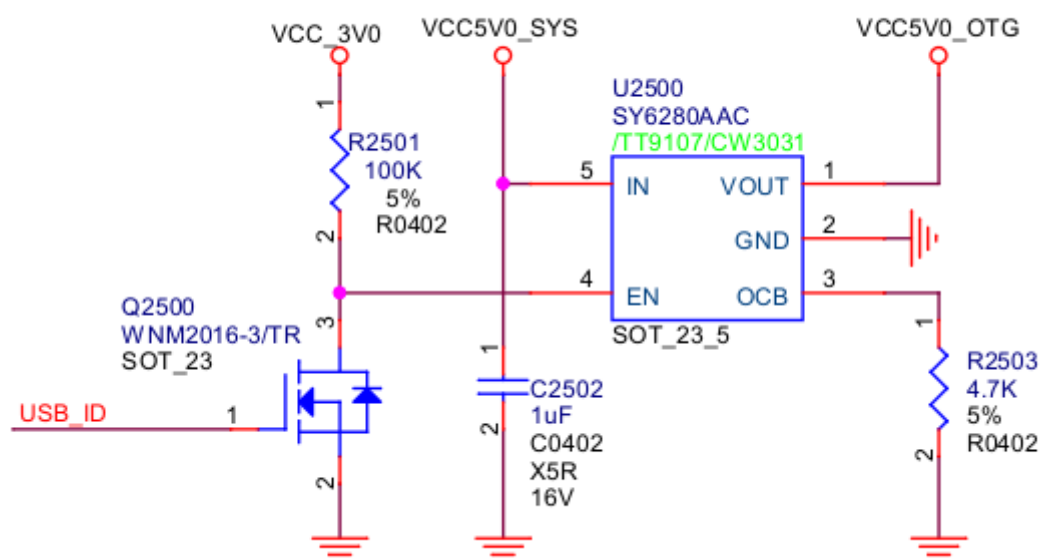 VCC_3V0
VCC5V0_SYS
VCC5V0_OTG
U2500
SY6280AAC
/TT9107/CW3031
1
R2501
100K
5%
R0402
2
5
IN
VOUT
1
GND
2
4
EN
OCB
3
SOT_23_5
Q2500
WNM2016-3/TR
SOT_23
3
1
USB_ID
2
1
C2502
1uF
C0402
X5R
16V
2
1
R2503
4.7K
5%
R0402
2